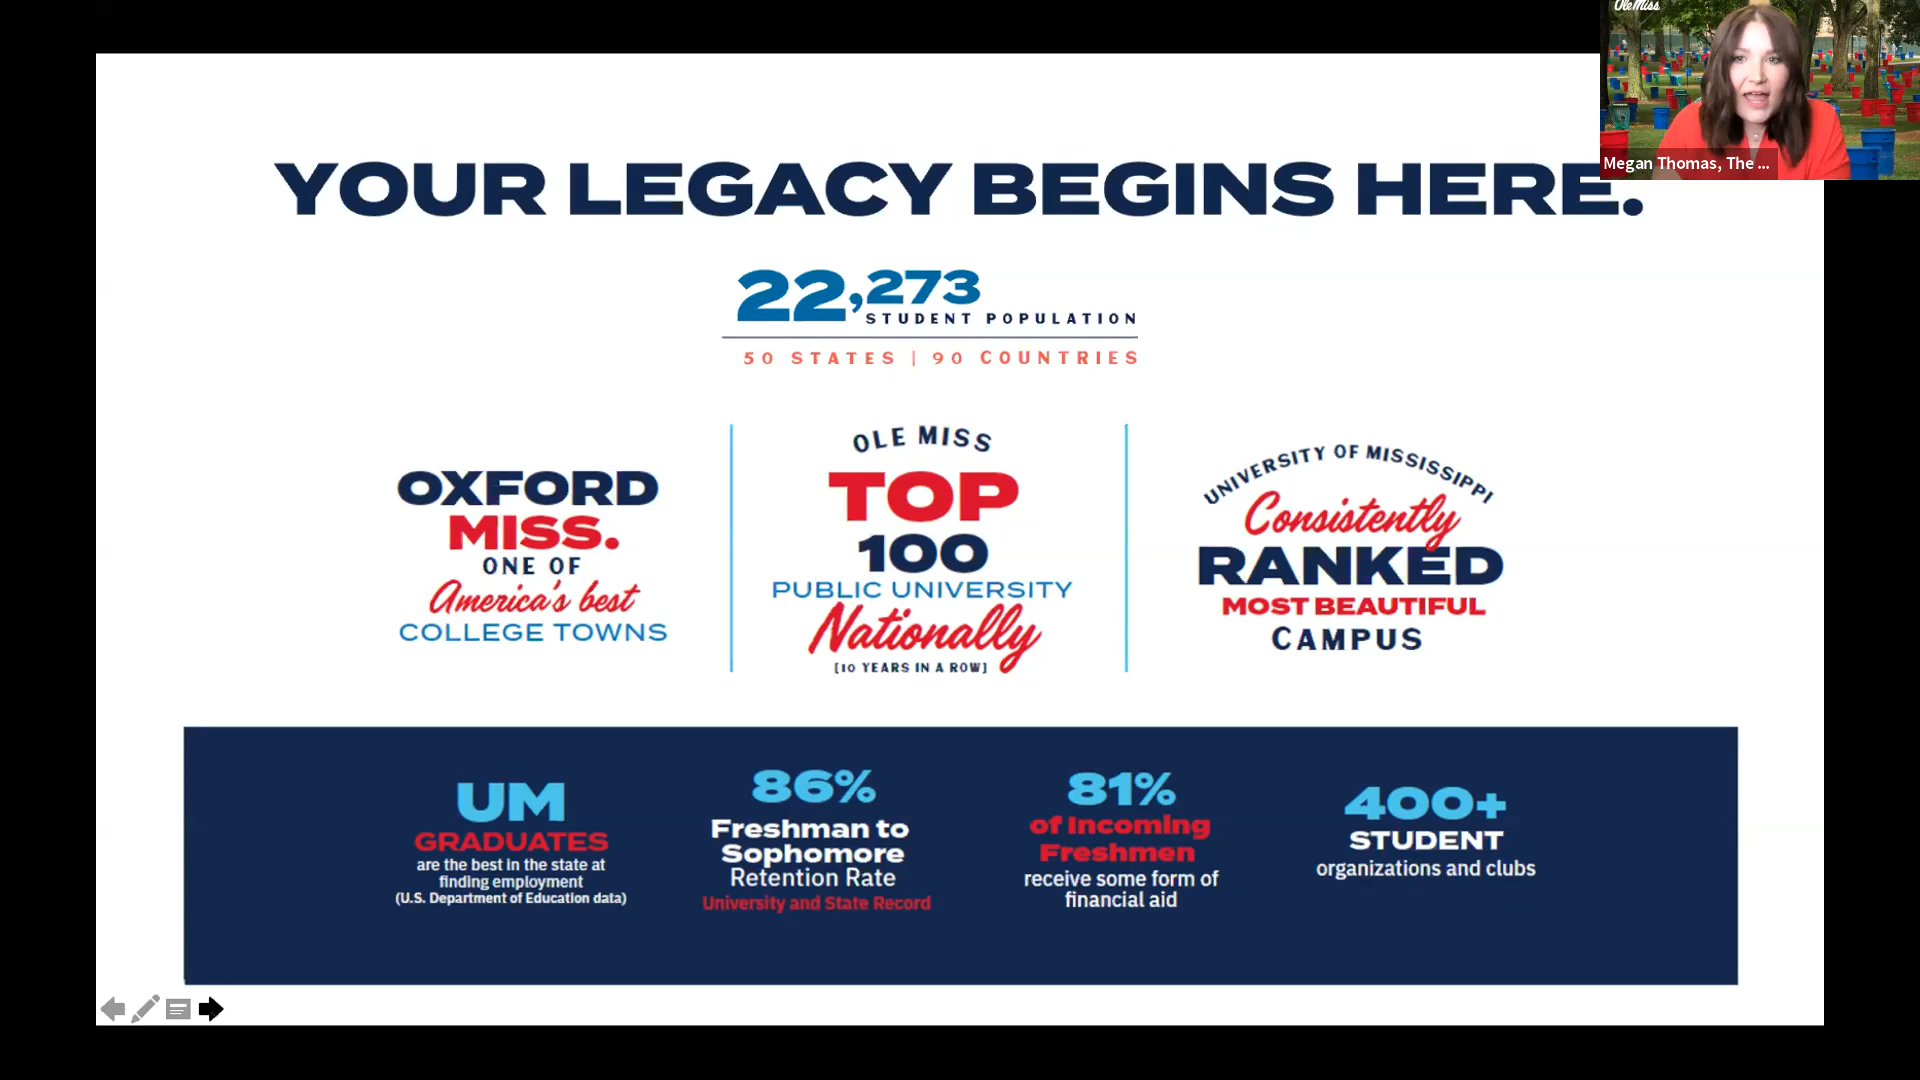 Ole Miss
Megan Thomas, The ...
YOUR LEGACY BEGINS HERE.
22,273
STUDENT POPULATION
50 STATES | 90 COUNTRIES
OXFORD
MISS.
ONE OF
America's best
COLLEGE TOWNS
OLE MISS
TOP
100
PUBLIC UNIVERSITY
Nationally
[10 YEARS IN A ROW]
UNIVERSITY OF MISSISSIPPI
Consistently
RANKED
MOST BEAUTIFUL
CAMPUS
UM
GRADUATES
are the best in the state at
finding employment
(U.S. Department of Education data)
86%
Freshman to
Sophomore
Retention Rate
University and State Record
81%
of Incoming
Freshmen
receive some form of
financial aid
400+
STUDENT
organizations and clubs